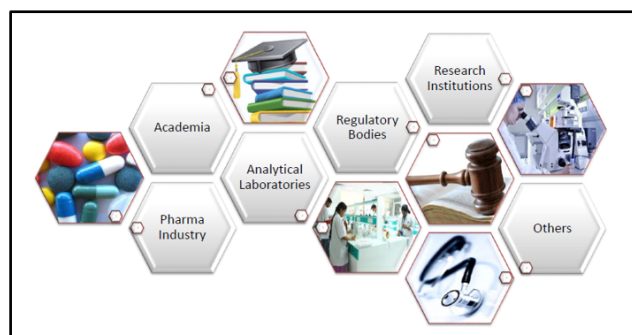 Research
Institutions
Academia
Regulatory
Bodies
Analytical
Laboratories
Pharma
Industry
Others